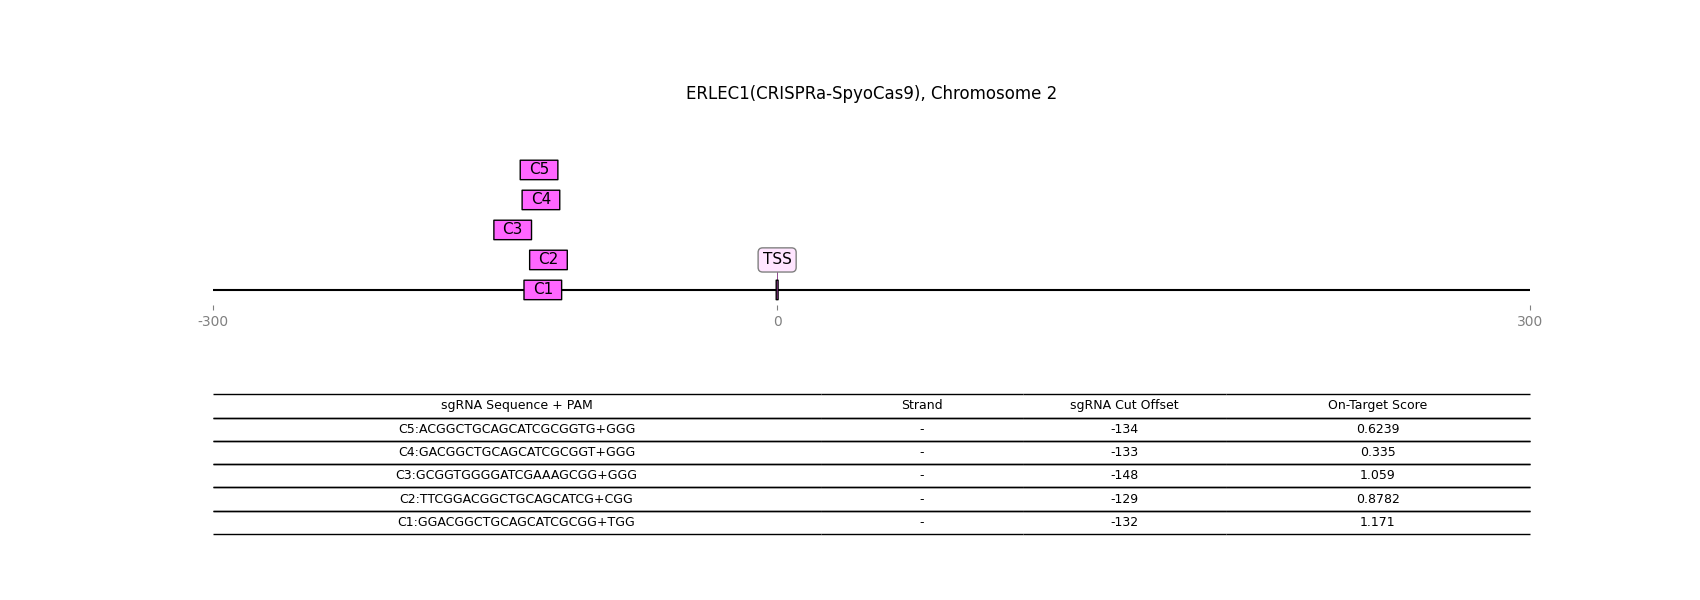 ERLEC1(CRISPRa-SpyoCas9), Chromosome 2
C5
C4
C3
C2 TSS
C1
-300 0 300
sgRNA Sequence + PAM Strand sgRNA Cut Offset On-Target Score
C5:ACGGCTGCAGCATCGCGGTG+GGG - -134 0.6239
C4:GACGGCTGCAGCATCGCGGT+GGG - -133 0.335
C3:GCGGTGGGGATCGAAAGCGG+GGG - -148 1.059
C2:TTCGGACGGCTGCAGCATCG+CGG - -129 0.8782
C1:GGACGGCTGCAGCATCGCGG+TGG - -132 1.171